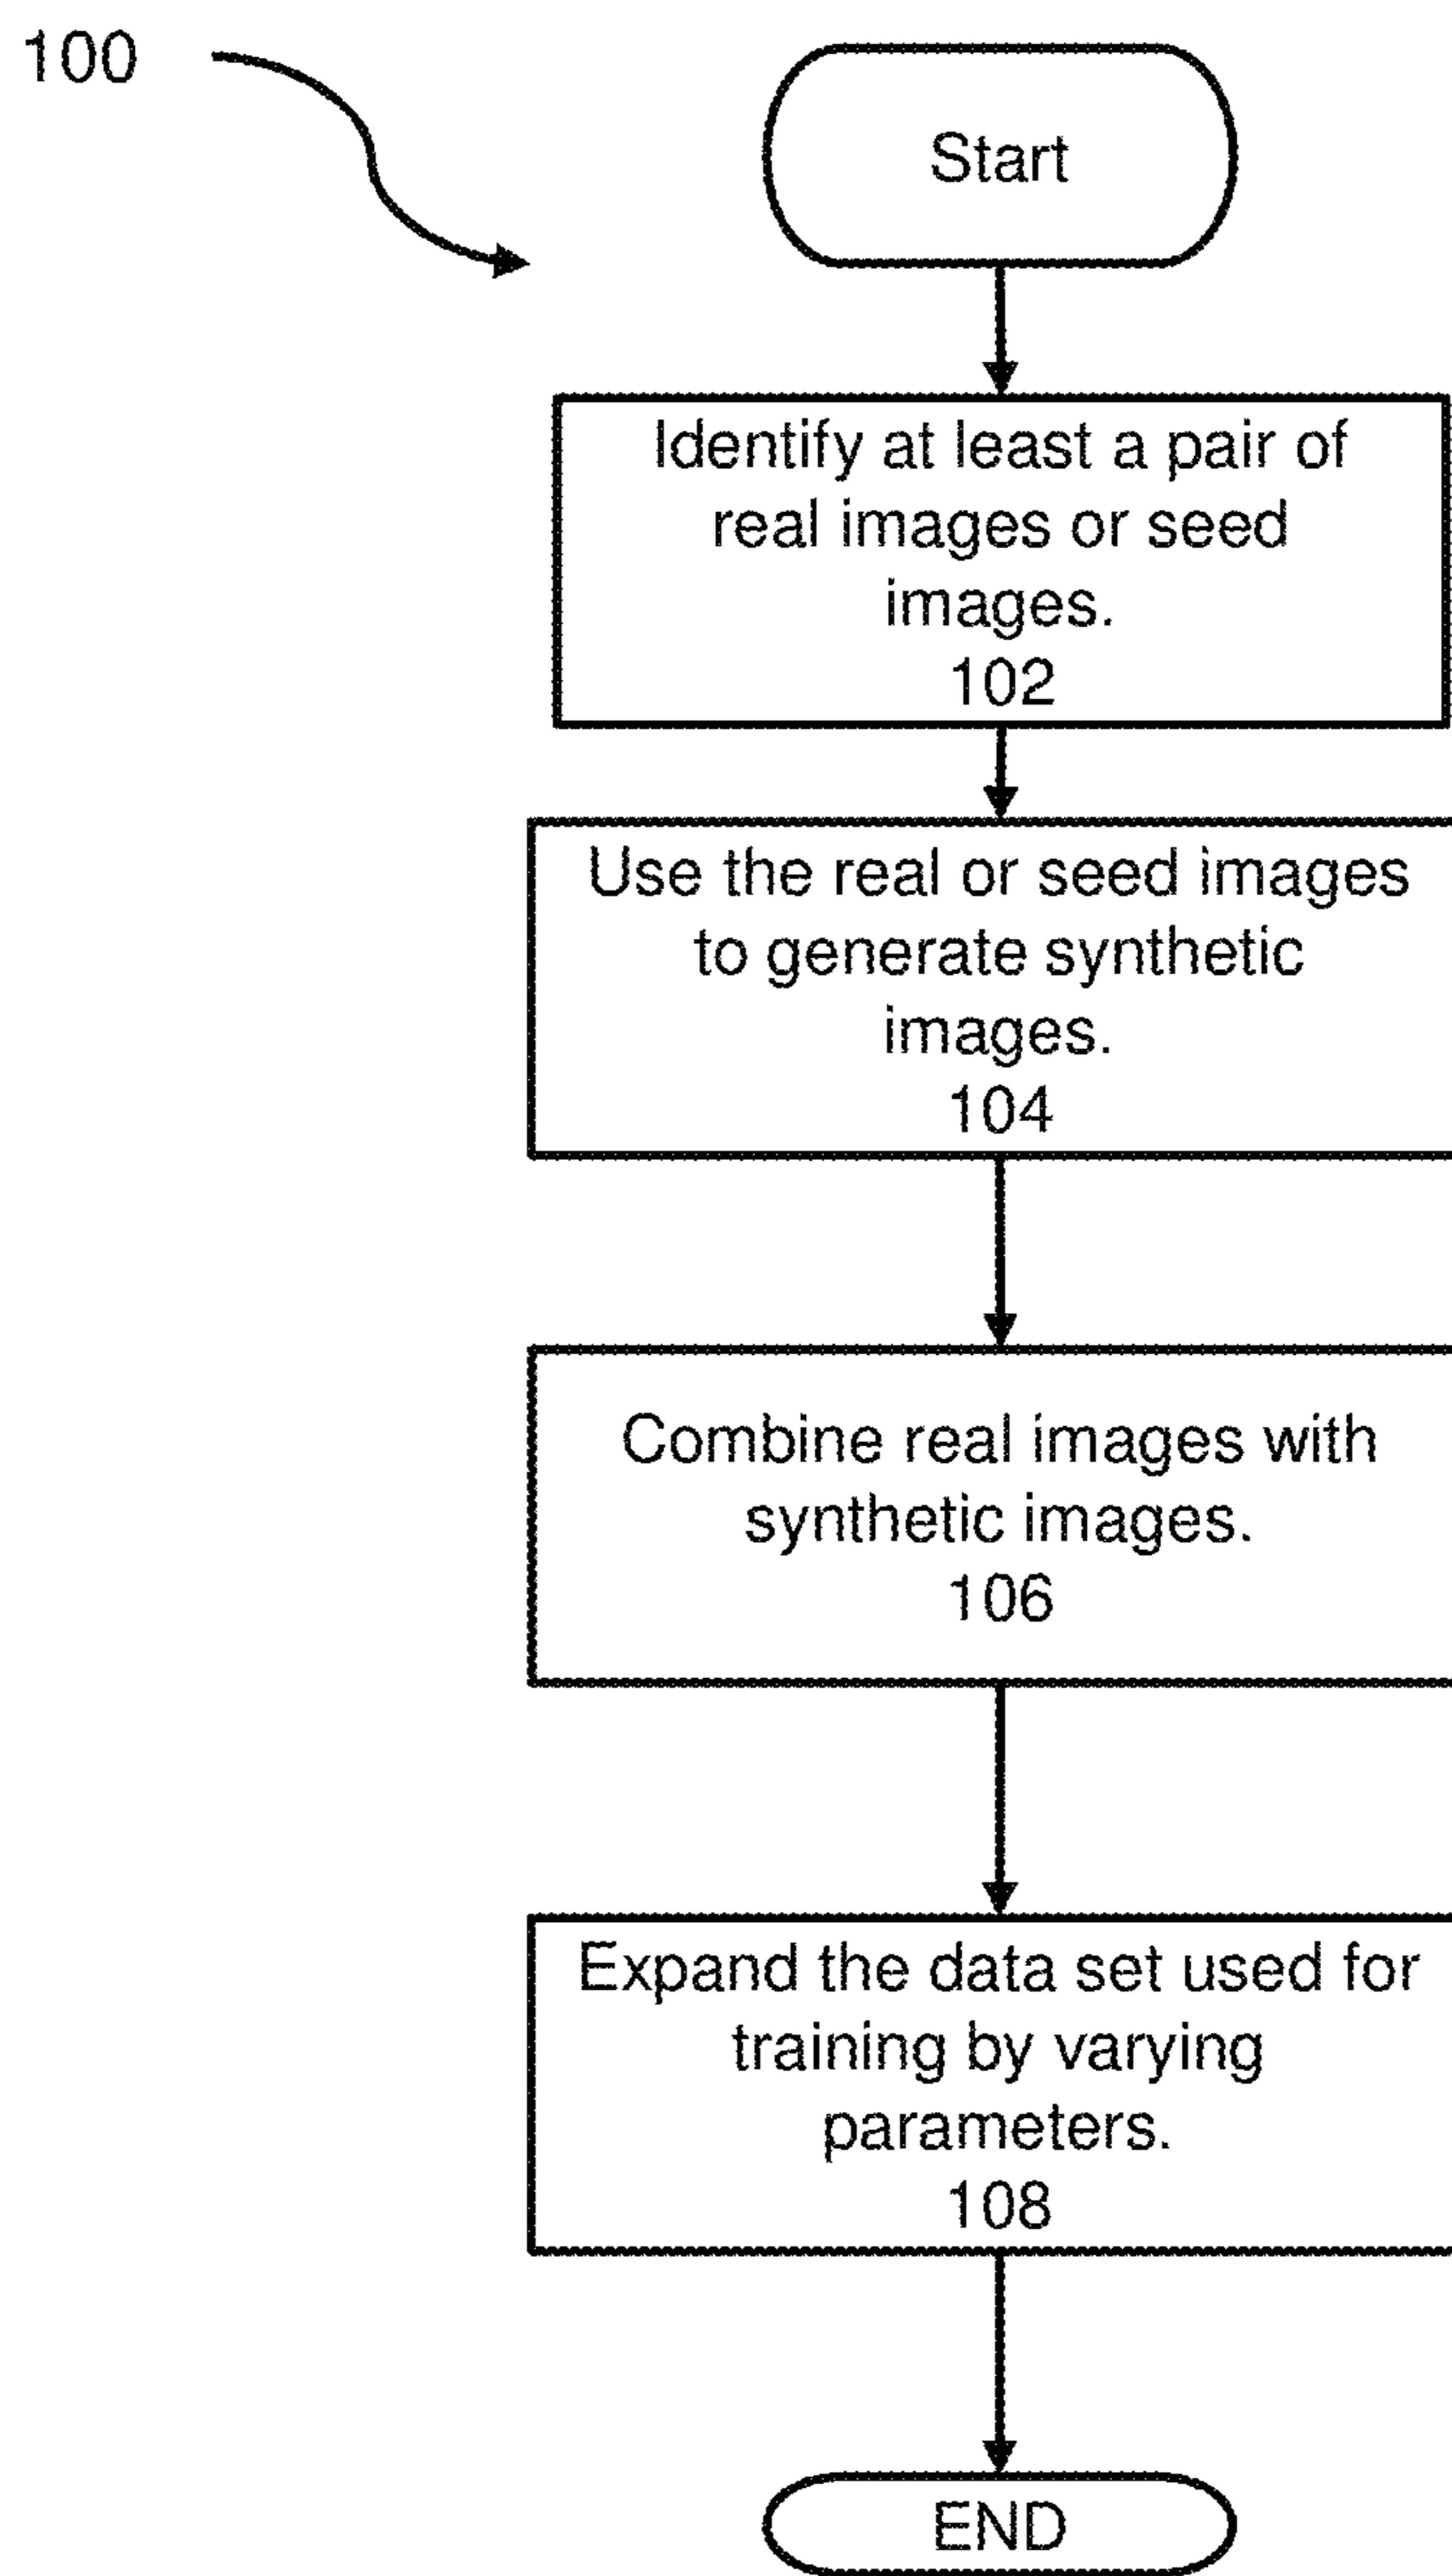 100
Start
Identify at least a pair of
real images or seed
images.
102
Use the real or seed images
to generate synthetic
images.
104
Combine real images with
synthetic images.
106
Expand the data set used for
training by varying
parameters.
108
END